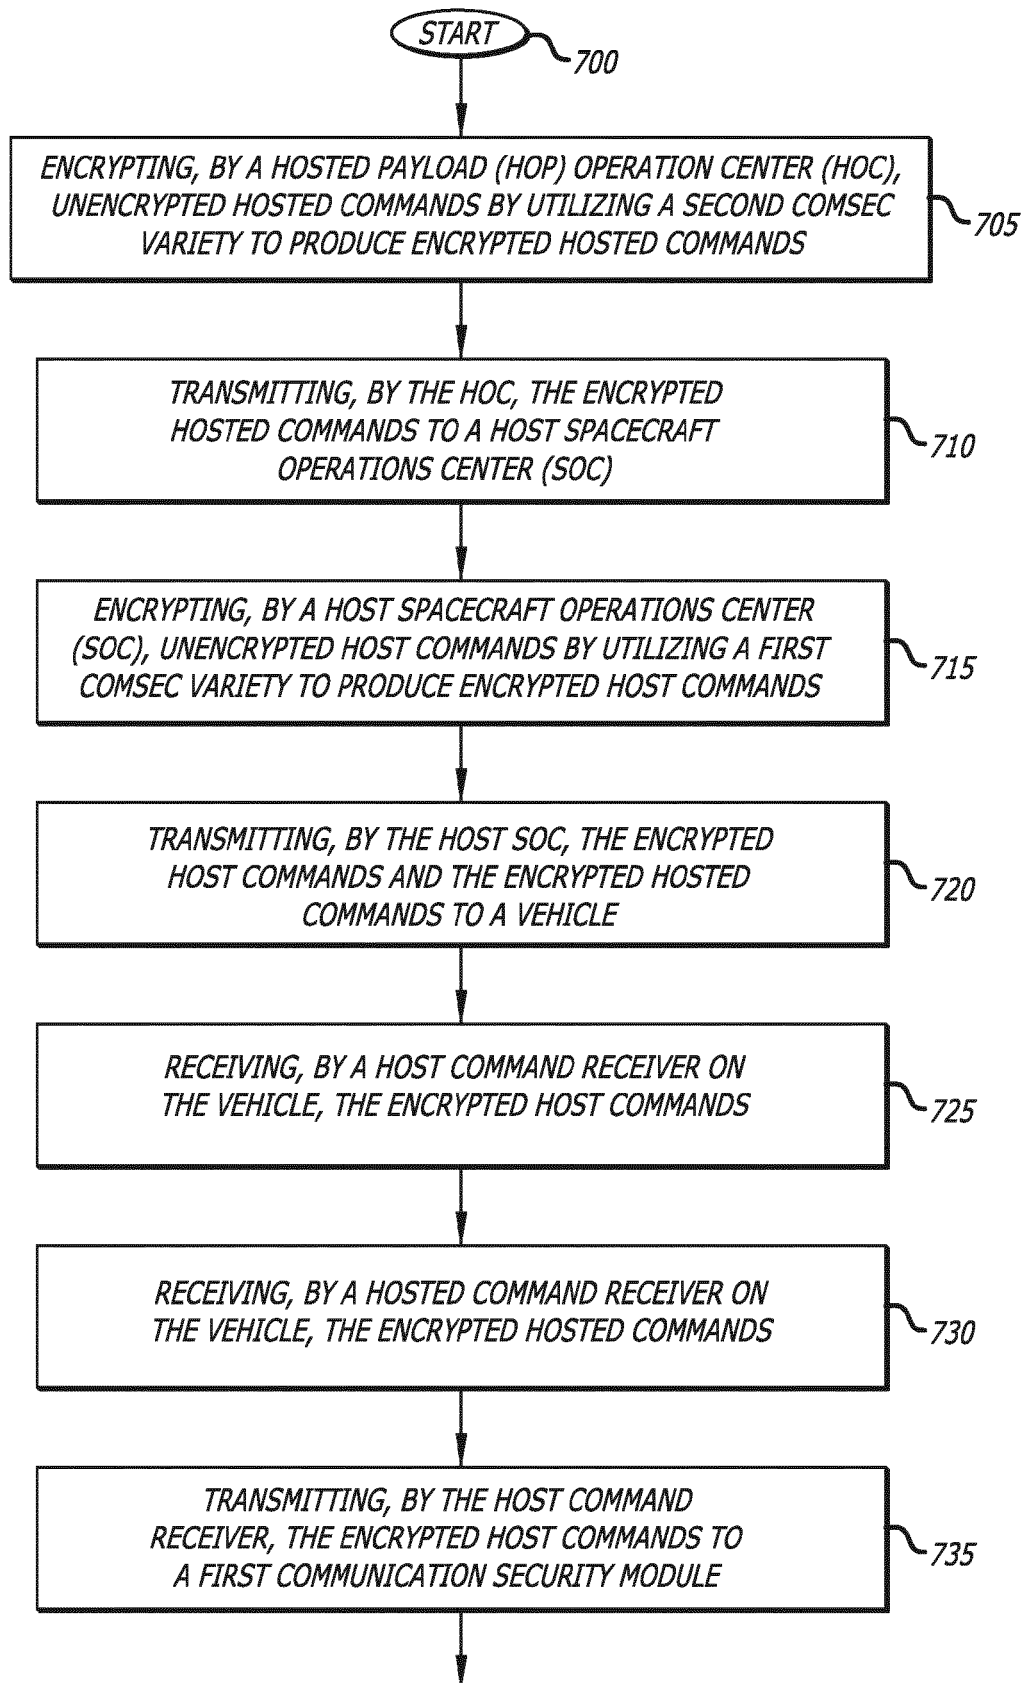 START
700
ENCRYPTING, BY A HOSTED PAYLOAD (HOP) OPERATION CENTER (HOC),
UNENCRYPTED HOSTED COMMANDS BY UTILIZING A SECOND COMSEC
VARIETY TO PRODUCE ENCRYPTED HOSTED COMMANDS
705
TRANSMITTING, BY THE HOC, THE ENCRYPTED
HOSTED COMMANDS TO A HOST SPACECRAFT
OPERATIONS CENTER (SOC)
710
ENCRYPTING, BY A HOST SPACECRAFT OPERATIONS CENTER
(SOC), UNENCRYPTED HOST COMMANDS BY UTILIZING A FIRST
COMSEC VARIETY TO PRODUCE ENCRYPTED HOST COMMANDS
715
TRANSMITTING, BY THE HOST SOC, THE ENCRYPTED
HOST COMMANDS AND THE ENCRYPTED HOSTED
COMMANDS TO A VEHICLE
720
RECEIVING, BY A HOST COMMAND RECEIVER ON
THE VEHICLE, THE ENCRYPTED HOST COMMANDS
725
RECEIVING, BY A HOSTED COMMAND RECEIVER ON
THE VEHICLE, THE ENCRYPTED HOSTED COMMANDS
730
TRANSMITTING, BY THE HOST COMMAND
RECEIVER, THE ENCRYPTED HOST COMMANDS TO
A FIRST COMMUNICATION SECURITY MODULE
735